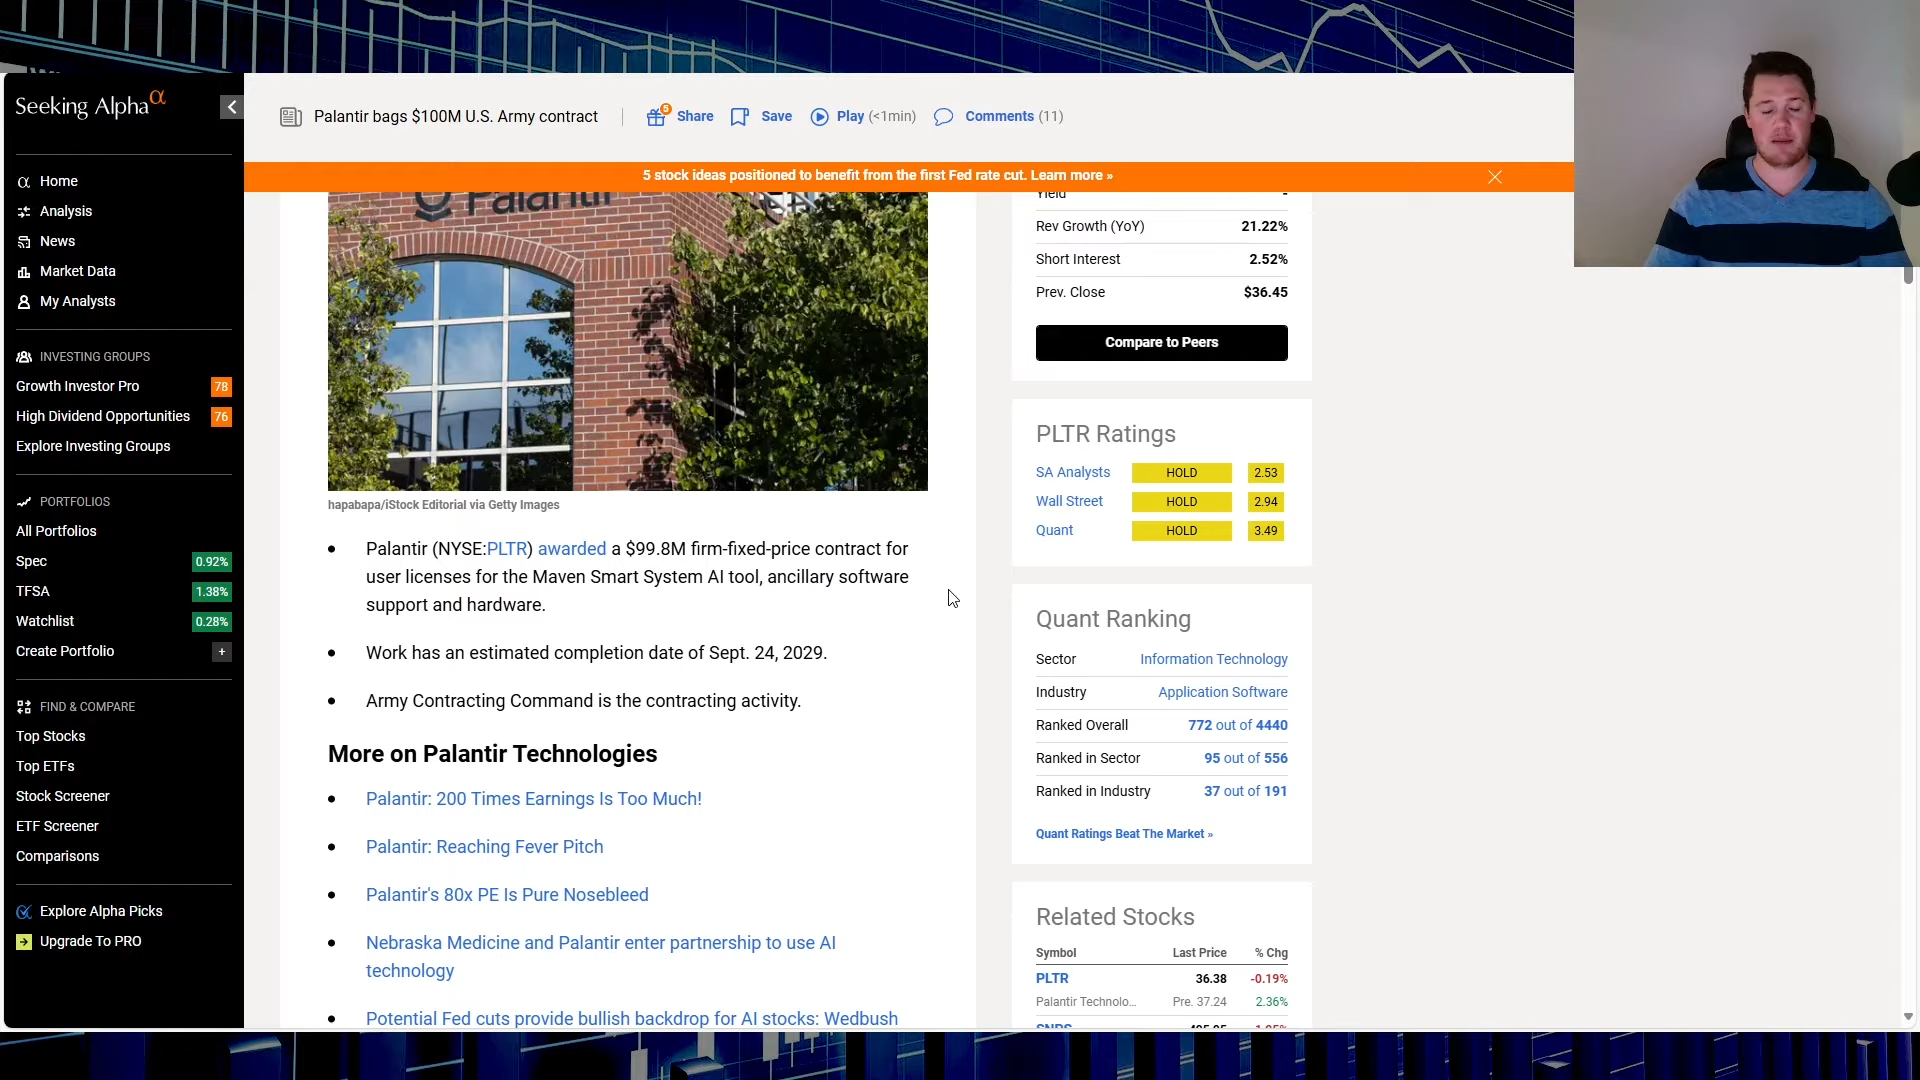 Seeking Alpha α
Palantir bags $100M U.S. Army contract
5
Share
Save
Play (<1min)
Comments (11)
5 stock ideas positioned to benefit from the first Fed rate cut. Learn more »
Home
Analysis
News
Market Data
My Analysts
INVESTING GROUPS
Growth Investor Pro 78
High Dividend Opportunities 76
Explore Investing Groups
PORTFOLIOS
All Portfolios
Spec 0.92%
TFSA 1.38%
Watchlist 0.28%
Create Portfolio +
FIND & COMPARE
Top Stocks
Top ETFs
Stock Screener
ETF Screener
Comparisons
Explore Alpha Picks
Upgrade To PRO
Palantir
hapabapa/iStock Editorial via Getty Images
Palantir (NYSE:PLTR) awarded a $99.8M firm-fixed-price contract for
user licenses for the Maven Smart System AI tool, ancillary software
support and hardware.
Work has an estimated completion date of Sept. 24, 2029.
Army Contracting Command is the contracting activity.
More on Palantir Technologies
Palantir: 200 Times Earnings Is Too Much!
Palantir: Reaching Fever Pitch
Palantir's 80x PE Is Pure Nosebleed
Nebraska Medicine and Palantir enter partnership to use AI
technology
Potential Fed cuts provide bullish backdrop for AI stocks: Wedbush
Yield -
Rev Growth (YoY) 21.22%
Short Interest 2.52%
Prev. Close $36.45
Compare to Peers
PLTR Ratings
SA Analysts HOLD 2.53
Wall Street HOLD 2.94
Quant HOLD 3.49
Quant Ranking
Sector Information Technology
Industry Application Software
Ranked Overall 772 out of 4440
Ranked in Sector 95 out of 556
Ranked in Industry 37 out of 191
Quant Ratings Beat The Market »
Related Stocks
Symbol Last Price % Chg
PLTR 36.38 -0.19%
Palantir Technolo... Pre. 37.24 2.36%